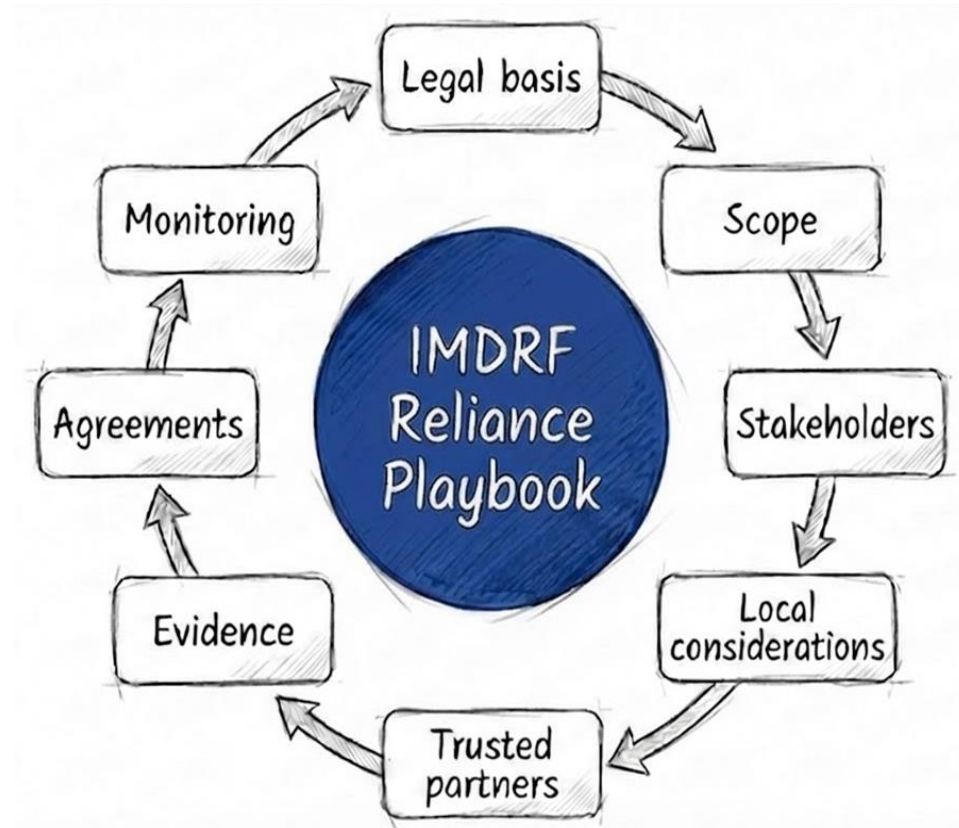 Legal basis
Scope
Stakeholders
Local
considerations
Trusted
partners
Evidence
Agreements
Monitoring
IMDRF
Reliance
Playbook